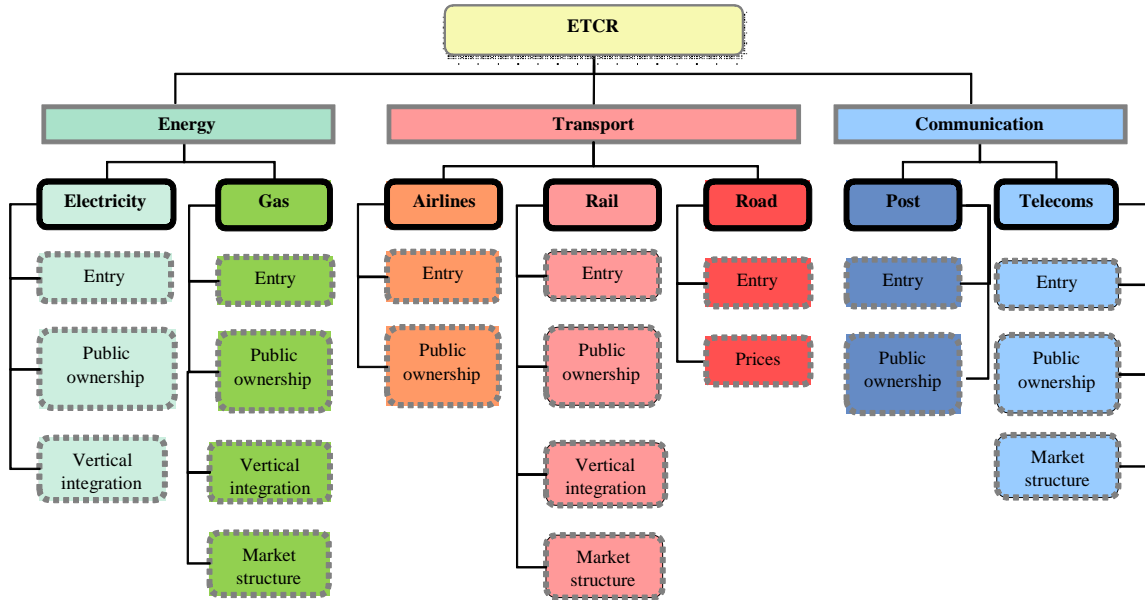 ETCR
Energy
Transport
Communication
Electricity
Gas
Airlines
Rail
Road
Post
Telecoms
Entry
Entry
Entry
Entry
Entry
Entry
Entry
Public
ownership
Public
ownership
Public
ownership
Public
ownership
Prices
Public
ownership
Public
ownership
Vertical
integration
Vertical
integration
Vertical
integration
Market
structure
Market
structure
Market
structure